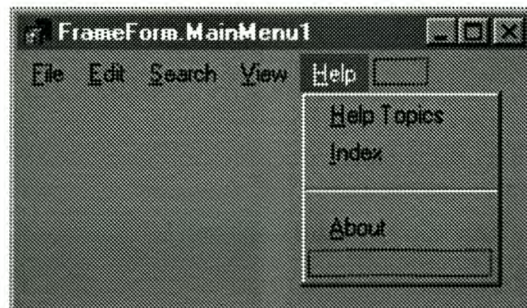 FrameForm.MainMenu1
File Edit Search View Help
Help Topics
Index
About